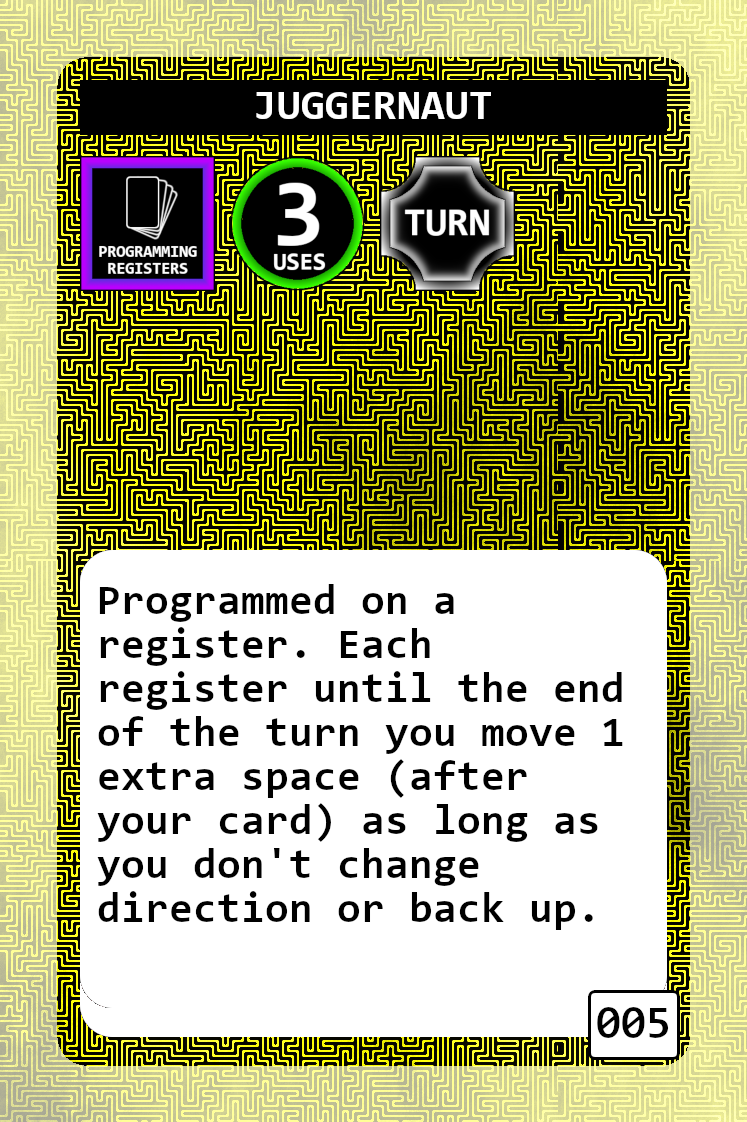 JUGGERNAUT
PROGRAMMING
REGISTERS
3
USES
TURN
Programmed on a
register. Each
register until the end
of the turn you move 1
extra space (after
your card) as long as
you don't change
direction or back up.
005